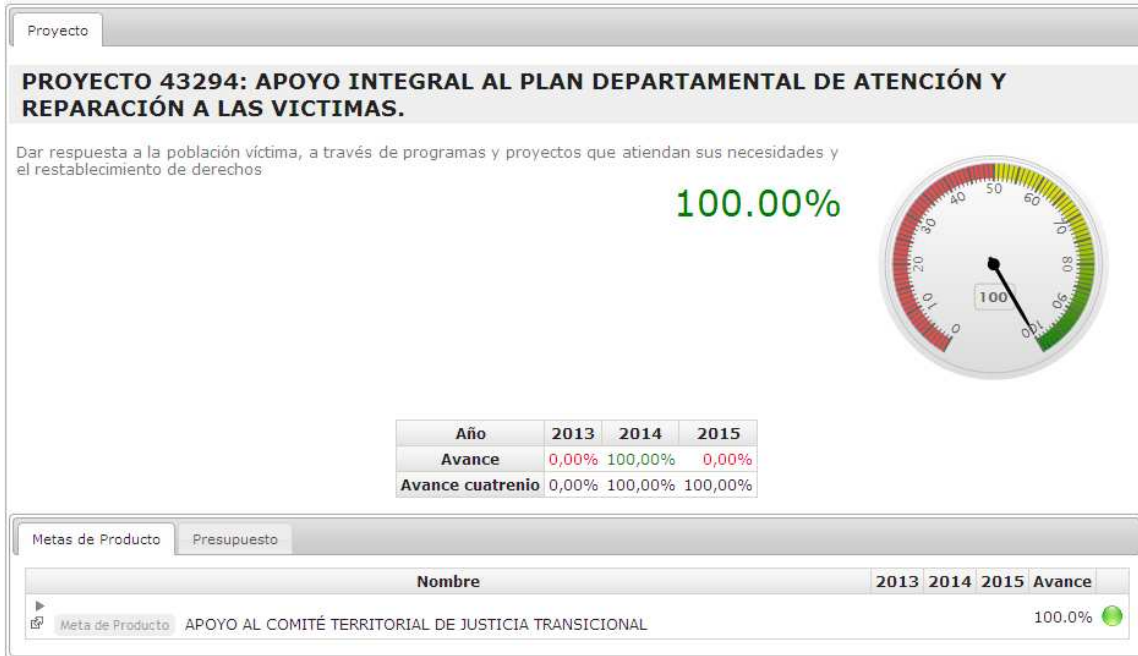 Proyecto
PROYECTO 43294: APOYO INTEGRAL AL PLAN DEPARTAMENTAL DE ATENCIÓN Y
REPARACIÓN A LAS VICTIMAS.
Dar respuesta a la población víctima, a través de programas y proyectos que atiendan sus necesidades y
el restablecimiento de derechos
100.00%
0 10 20 30 40 50 60 70 80 90 100
100
Año 2013 2014 2015
Avance 0,00% 100,00% 0,00%
Avance cuatrenio 0,00% 100,00% 100,00%
Metas de Producto Presupuesto
Nombre 2013 2014 2015 Avance
Meta de Producto APOYO AL COMITÉ TERRITORIAL DE JUSTICIA TRANSICIONAL 100.0%